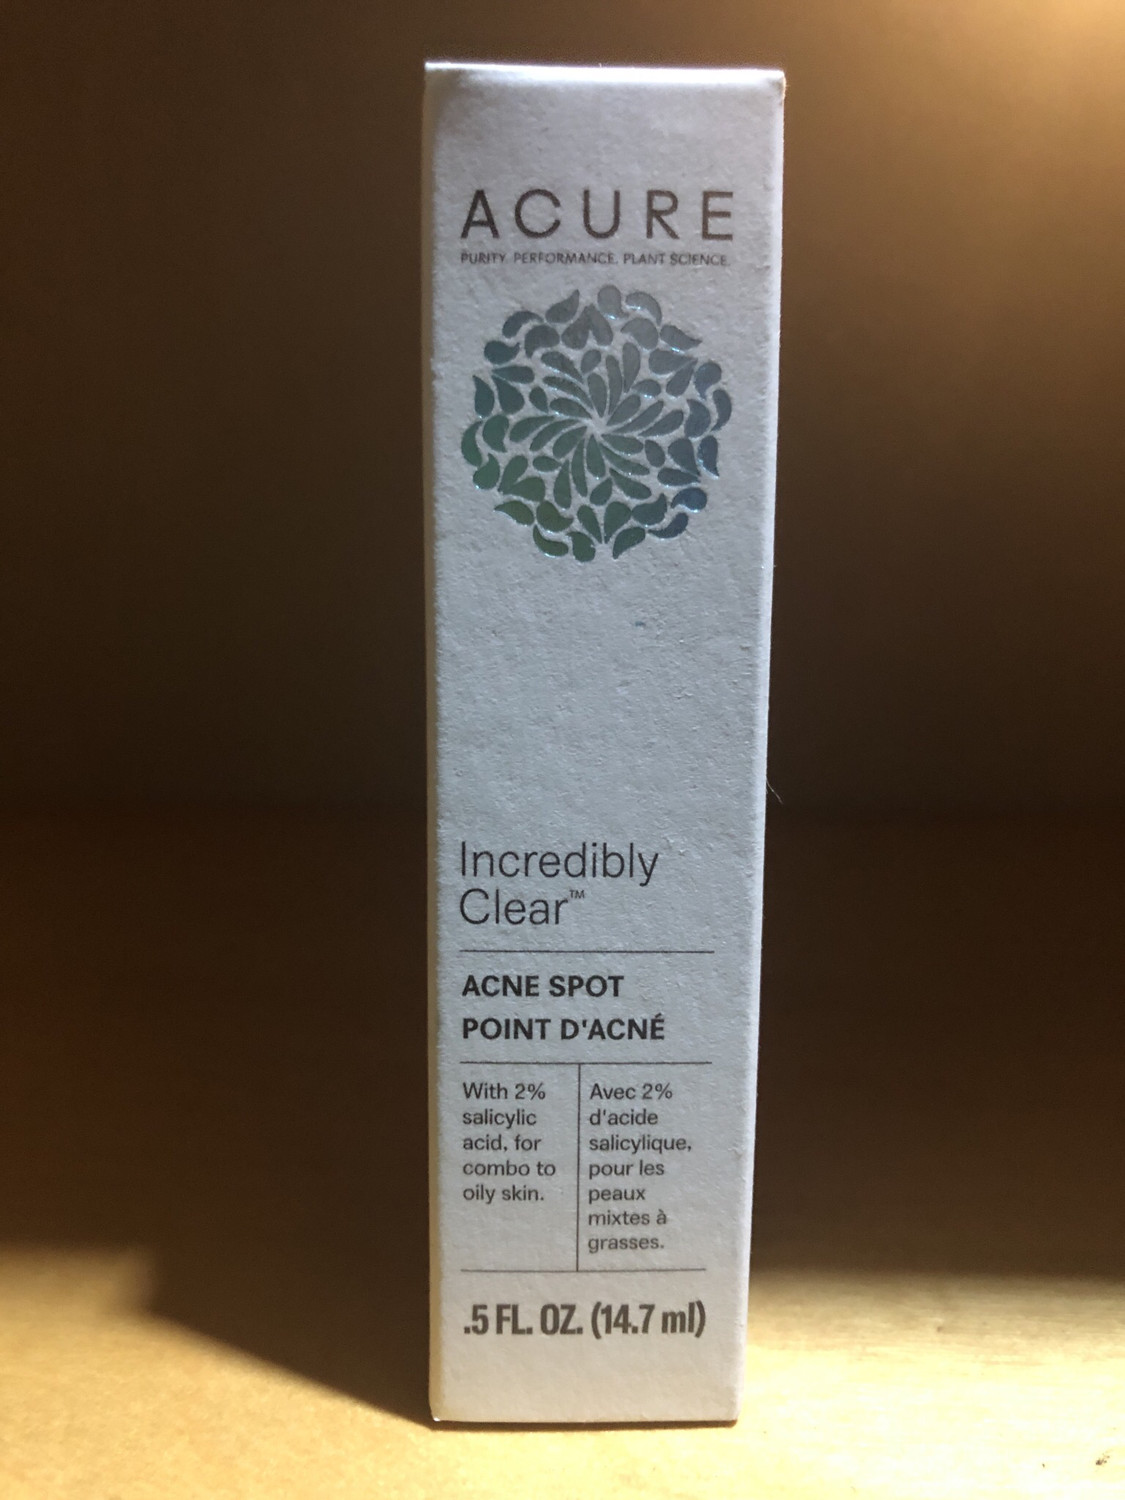 ACURE
PURITY. PERFORMANCE. PLANT SCIENCE.
Incredibly
Clear™
ACNE SPOT
POINT D'ACNÉ
With 2%
salicylic
acid, for
combo to
oily skin.
Avec 2%
d'acide
salicylique,
pour les
peaux
mixtes à
grasses.
.5 FL. OZ. (14.7 ml)